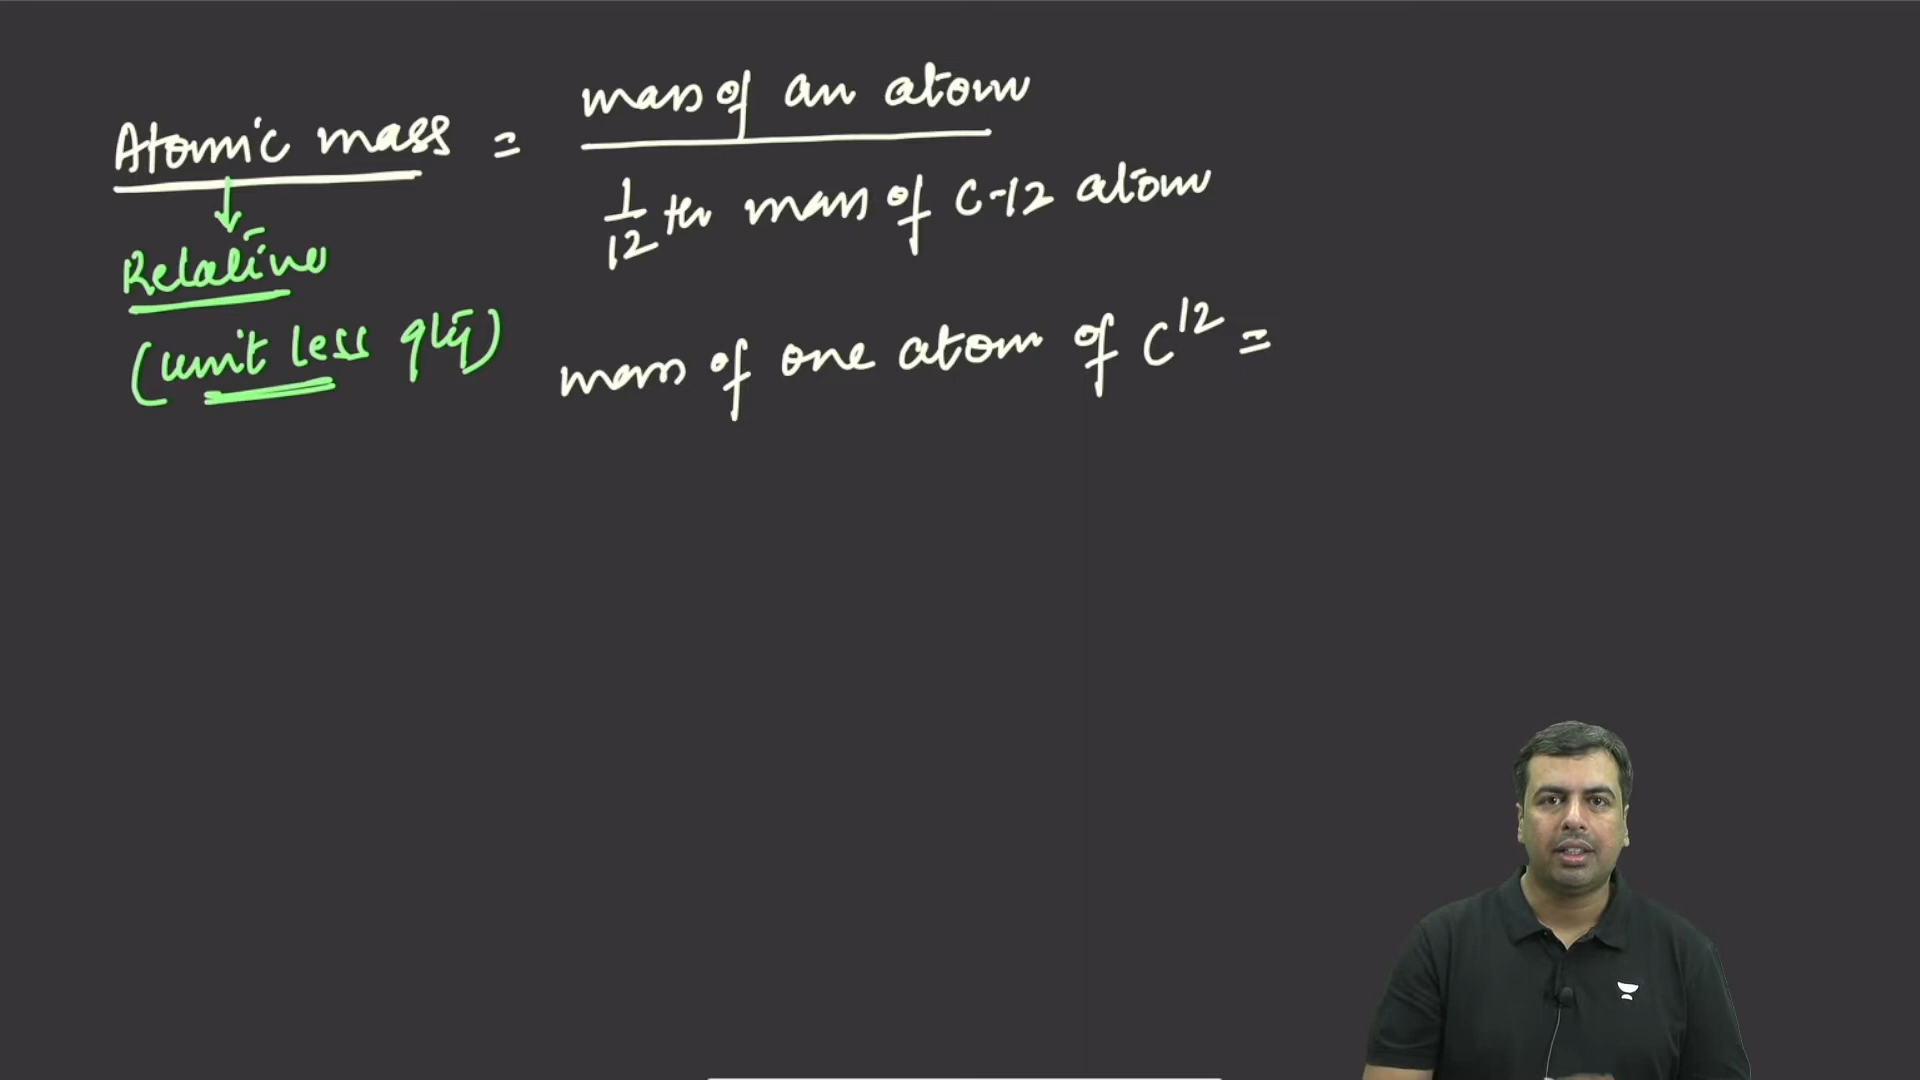 Atomic mass = mass of an atom
1/12 th mass of C-12 atom
Relative
(unit less qty)
mass of one atom of C¹² =